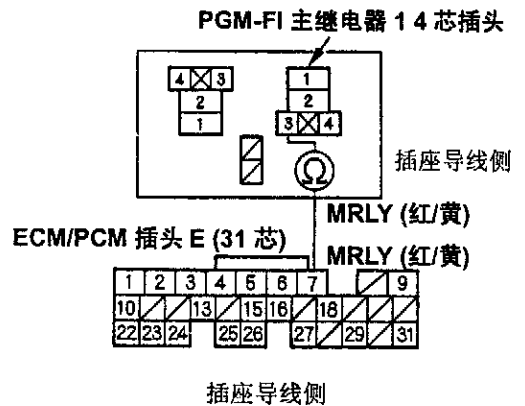 PGM-FI 主继电器 1 4 芯插头
4 3
2
1
1
2
3 4
Ω
插座导线侧
MRLY (红/黄)
ECM/PCM 插头 E (31 芯)
MRLY (红/黄)
1 2 3 4 5 6 7 9
10 13 15 16 18
22 23 24 25 26 27 29 31
插座导线侧